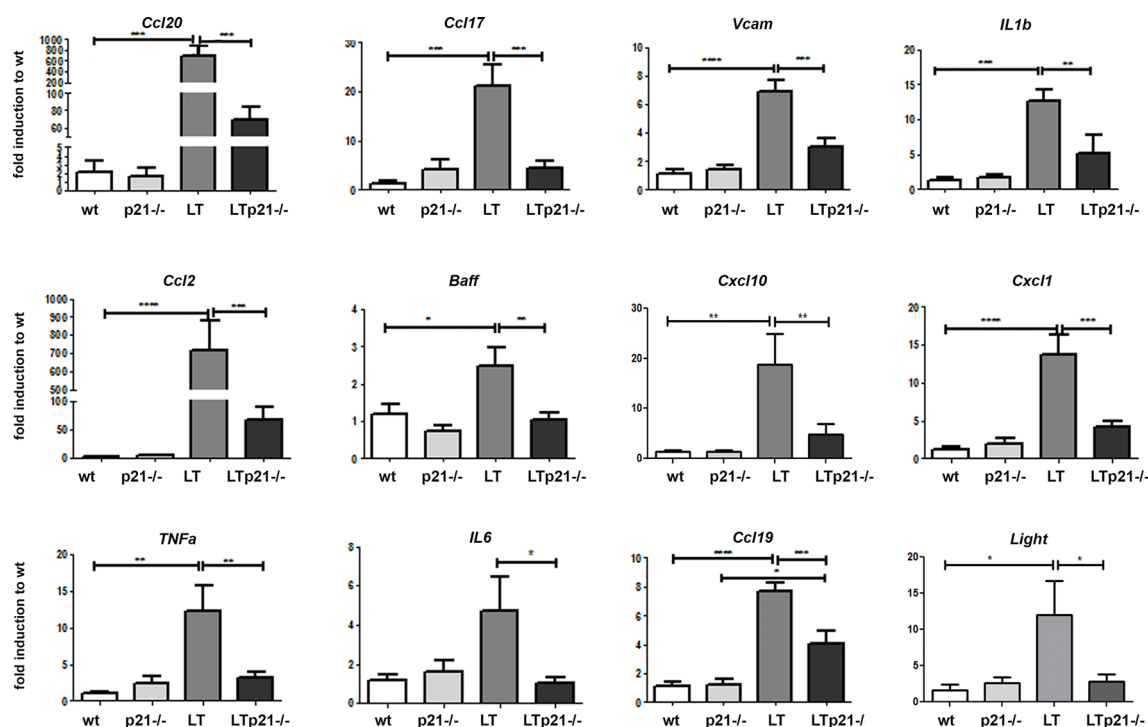 Ccl20 Ccl17 Vcam IL1b
*** *** *** *** **** *** *** **
fold induction to wt
1000 800 600 400 200 100 80 60 5 4 3 2 1 0
30 20 10 0
10 8 6 4 2 0
20 15 10 5 0
wt p21-/- LT LTp21-/- wt p21-/- LT LTp21-/- wt p21-/- LT LTp21-/- wt p21-/- LT LTp21-/-
Ccl2 Baff Cxcl10 Cxcl1
**** *** * ** ** ** **** ***
fold induction to wt
1000 900 800 700 600 500 100 50 0
4 3 2 1 0
30 20 10 0
20 15 10 5 0
wt p21-/- LT LTp21-/- wt p21-/- LT LTp21-/- wt p21-/- LT LTp21-/- wt p21-/- LT LTp21-/-
TNFa IL6 Ccl19 Light
** ** * **** *** * * *
fold induction to wt
20 15 10 5 0
8 6 4 2 0
10 8 6 4 2 0
20 15 10 5 0
wt p21-/- LT LTp21-/- wt p21-/- LT LTp21-/- wt p21-/- LT LTp21-/- wt p21-/- LT LTp21-/-